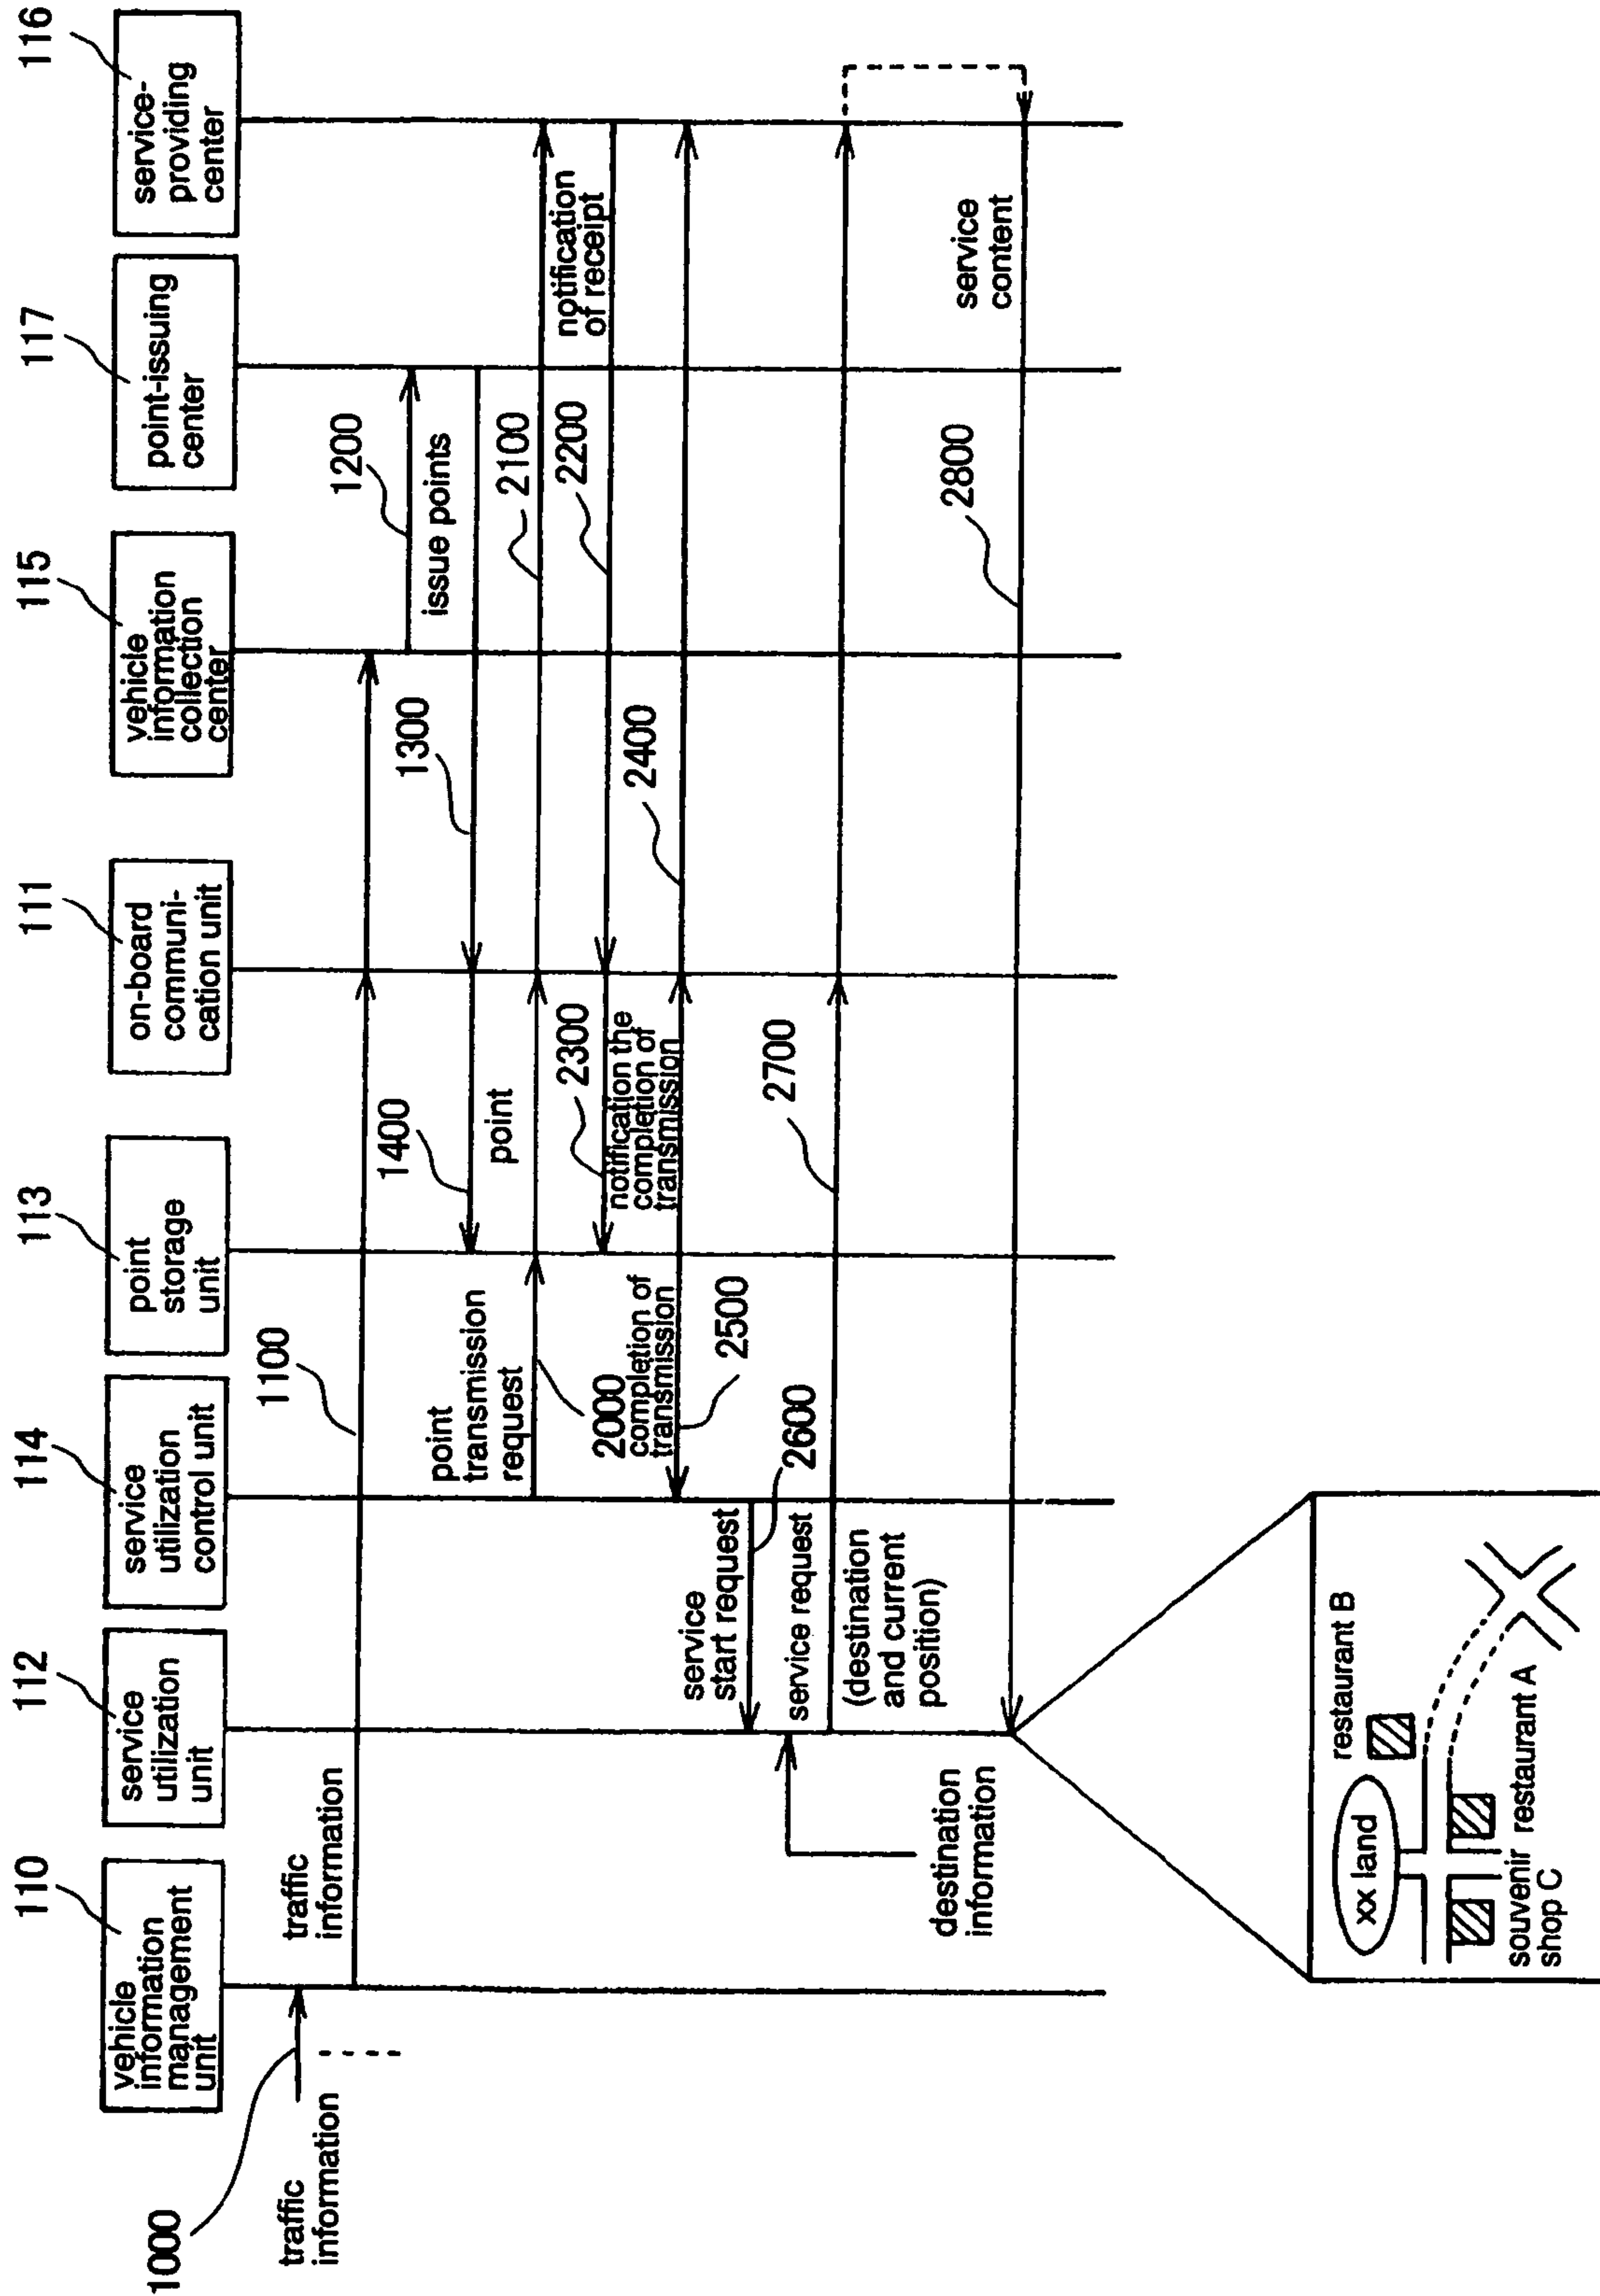 110
112
114
113
111
115
117
116
vehicle
information
management
unit
service
utilization
unit
service
utilization
control unit
point
storage
unit
on-board
communi-
cation unit
vehicle
information
collection
center
point-issuing
center
service-
providing
center
1000
traffic
information
traffic
information
1100
1200
issue points
1300
1400
point
point
transmission
request
2000
2100
notification
of receipt
2200
2300
notification the
completion of
transmission
2400
completion of
transmission
2500
service
start request
2600
service request
(destination
and current
position)
2700
destination
information
service
content
2800
restaurant B
xx land
restaurant A
souvenir
shop C